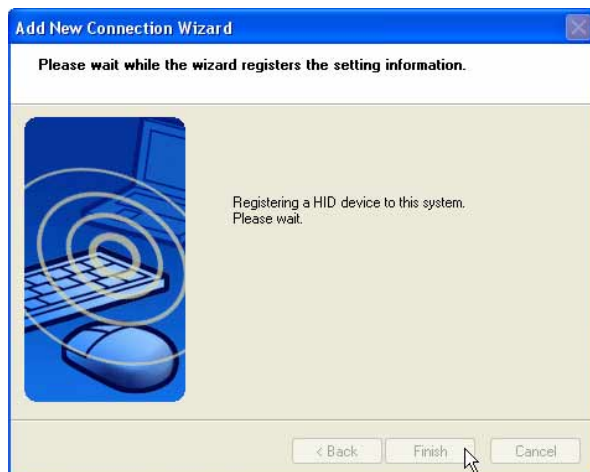 Add New Connection Wizard
Please wait while the wizard registers the setting information.
Registering a HID device to this system.
Please wait.
< Back
Finish
Cancel